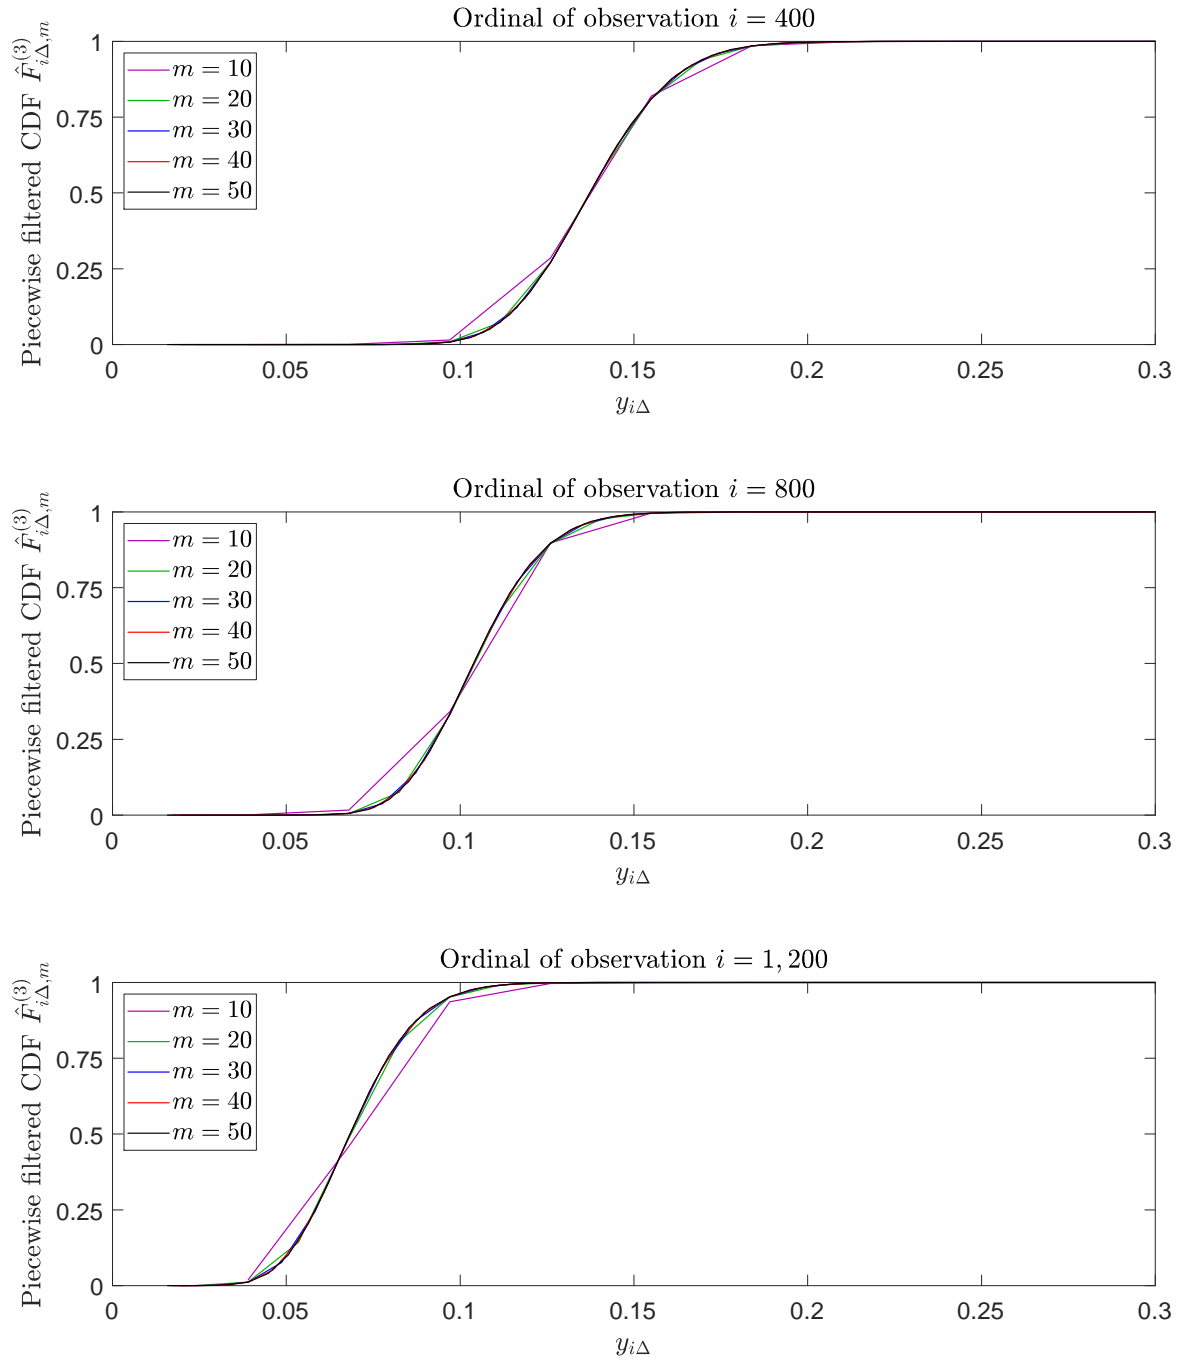 Ordinal of observation i = 400
Piecewise filtered CDF F̂^{(3)}_{iΔ,m}
1
0.75
0.5
0.25
0
m = 10
m = 20
m = 30
m = 40
m = 50
0 0.05 0.1 0.15 0.2 0.25 0.3
y_{iΔ}
Ordinal of observation i = 800
Piecewise filtered CDF F̂^{(3)}_{iΔ,m}
1
0.75
0.5
0.25
0
m = 10
m = 20
m = 30
m = 40
m = 50
0 0.05 0.1 0.15 0.2 0.25 0.3
y_{iΔ}
Ordinal of observation i = 1,200
Piecewise filtered CDF F̂^{(3)}_{iΔ,m}
1
0.75
0.5
0.25
0
m = 10
m = 20
m = 30
m = 40
m = 50
0 0.05 0.1 0.15 0.2 0.25 0.3
y_{iΔ}